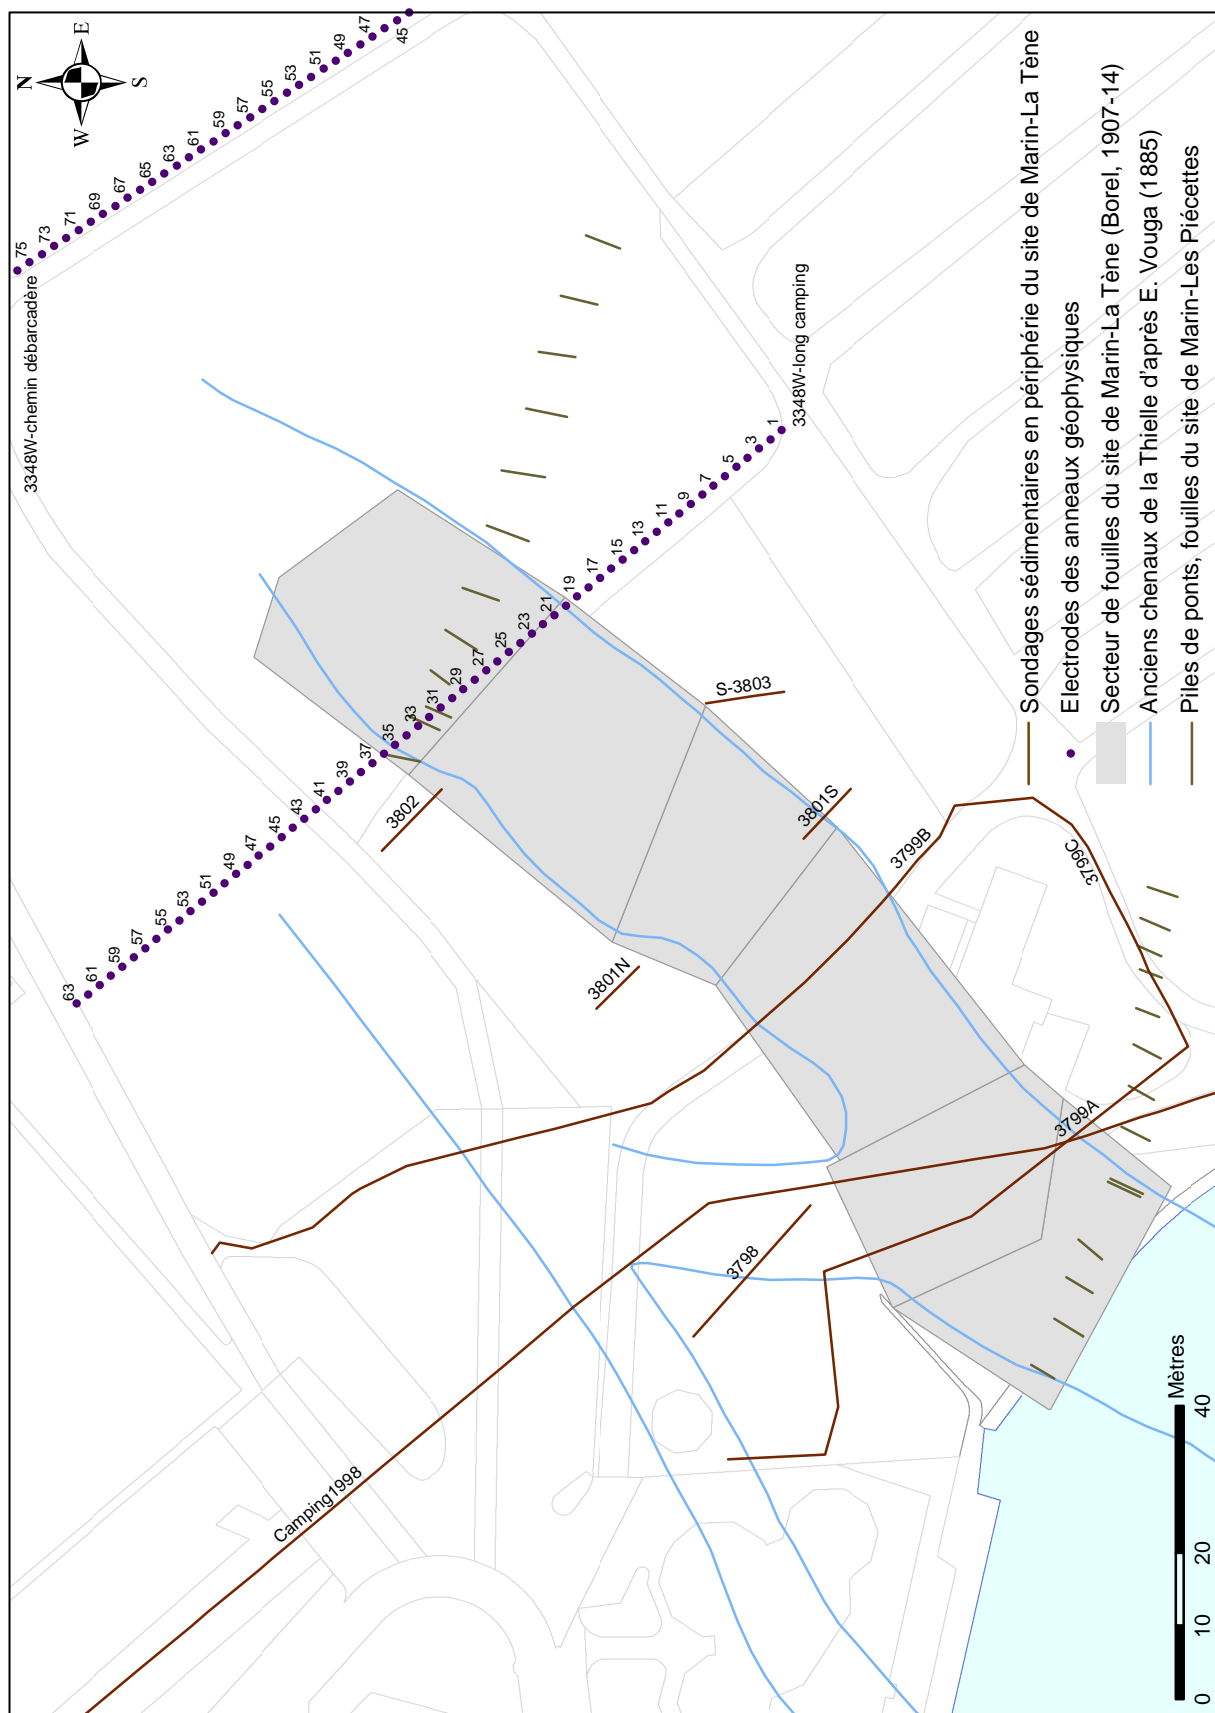 N
E
S
W
3348W-chemin débarcadère
75
73
71
69
67
65
63
61
59
57
55
53
51
49
47
45
63
61
59
57
55
53
51
49
47
45
43
41
39
37
35
33
31
29
27
25
23
21
19
17
15
13
11
9
7
5
3
1
3348W-long camping
3802
S-3803
3801S
3801N
3799B
3799C
3799A
3798
Camping1998
Sondages sédimentaires en périphérie du site de Marin-La Tène
Electrodes des anneaux géophysiques
Secteur de fouilles du site de Marin-La Tène (Borel, 1907-14)
Anciens chenaux de la Thielle d'après E. Vouga (1885)
Piles de ponts, fouilles du site de Marin-Les Piécettes
Mètres
0 10 20 40